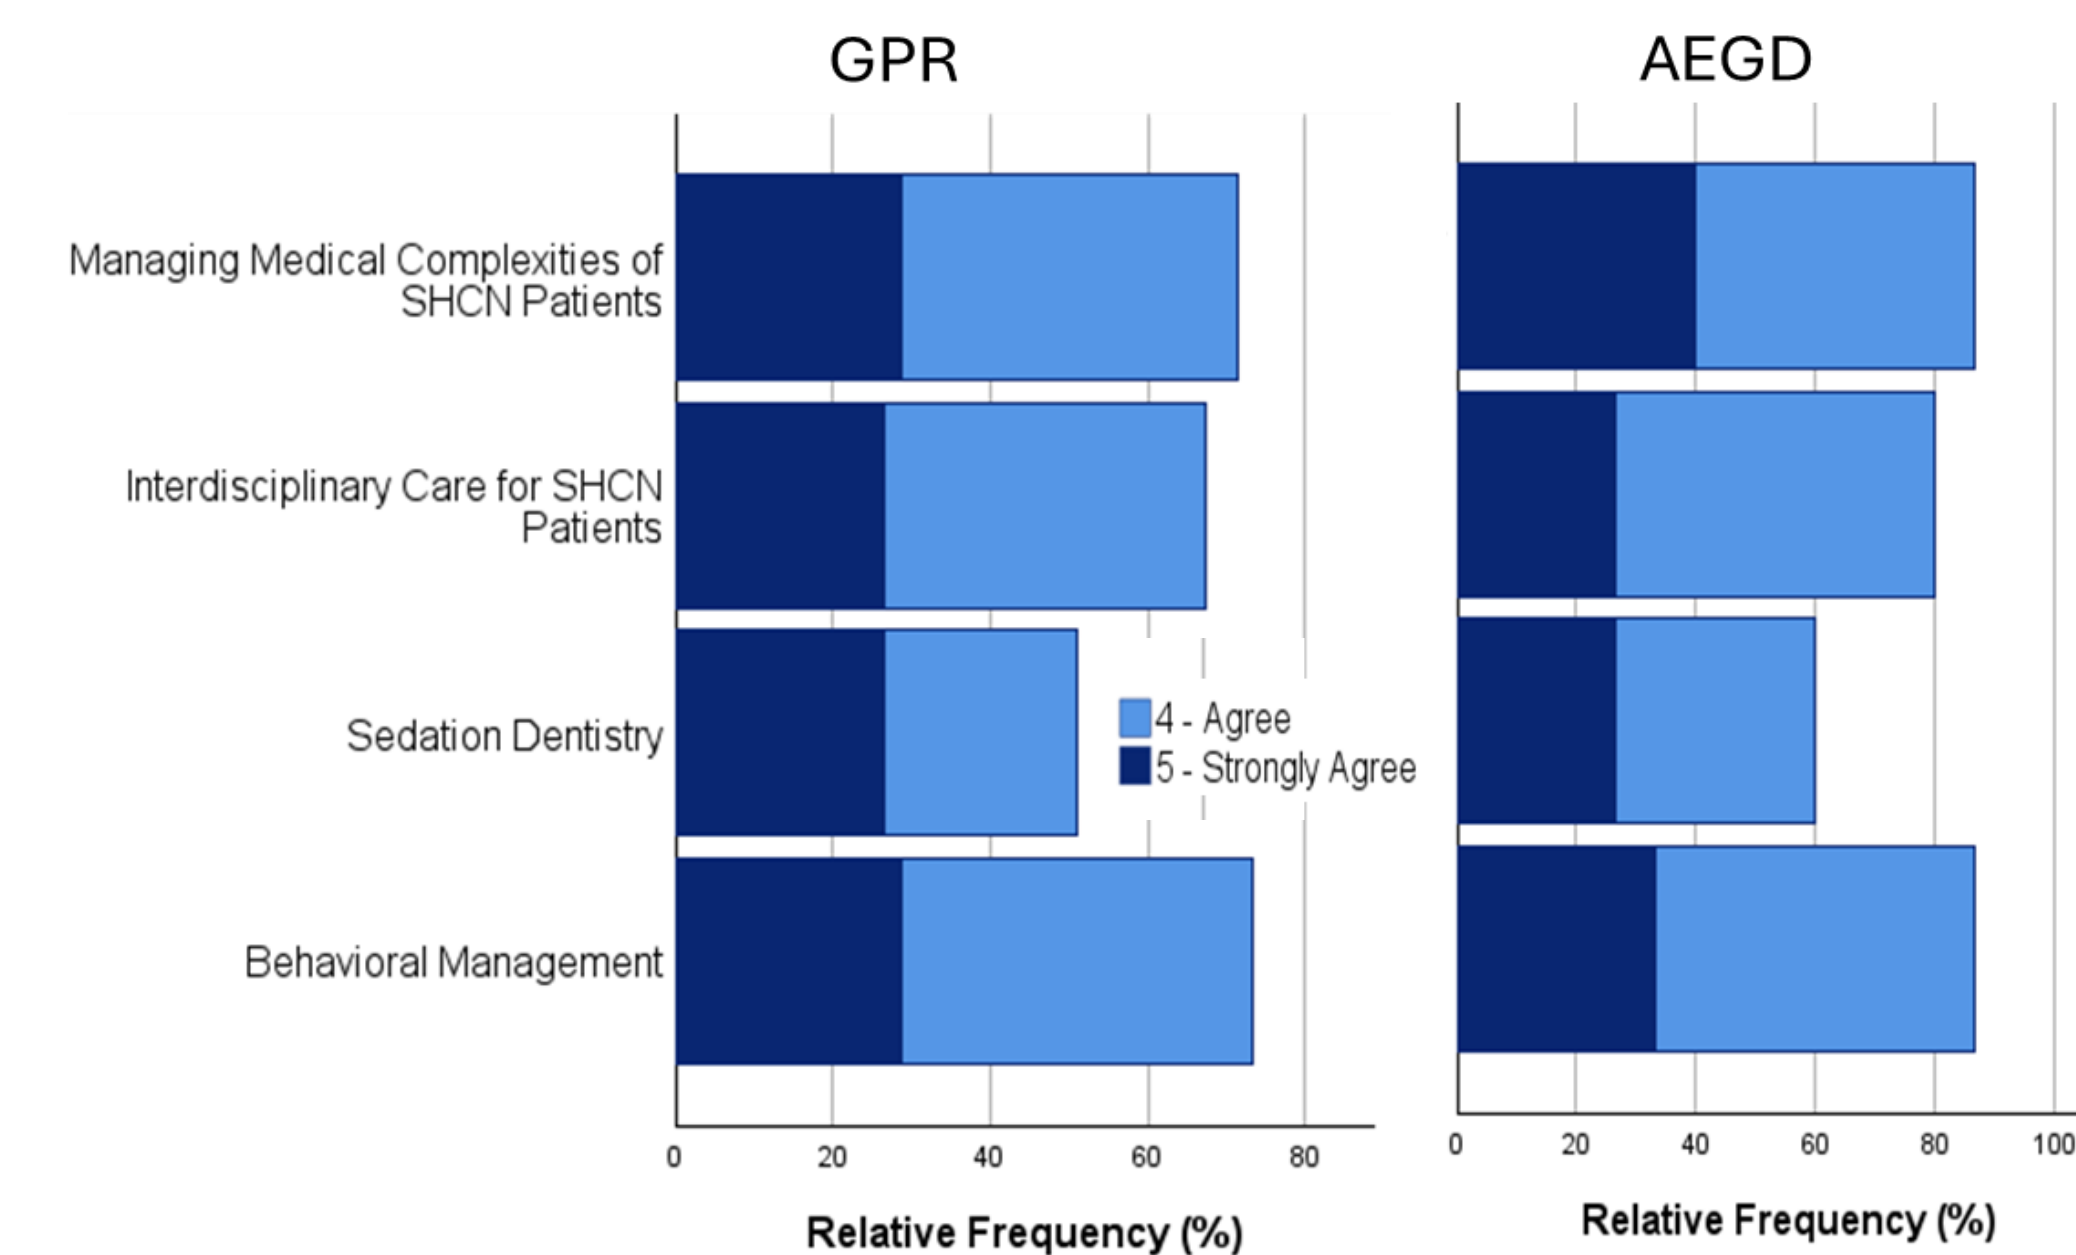 GPR
AEGD
Managing Medical Complexities of
SHCN Patients
Interdisciplinary Care for SHCN
Patients
Sedation Dentistry
Behavioral Management
4 - Agree
5 - Strongly Agree
0 20 40 60 80
0 20 40 60 80 100
Relative Frequency (%)
Relative Frequency (%)